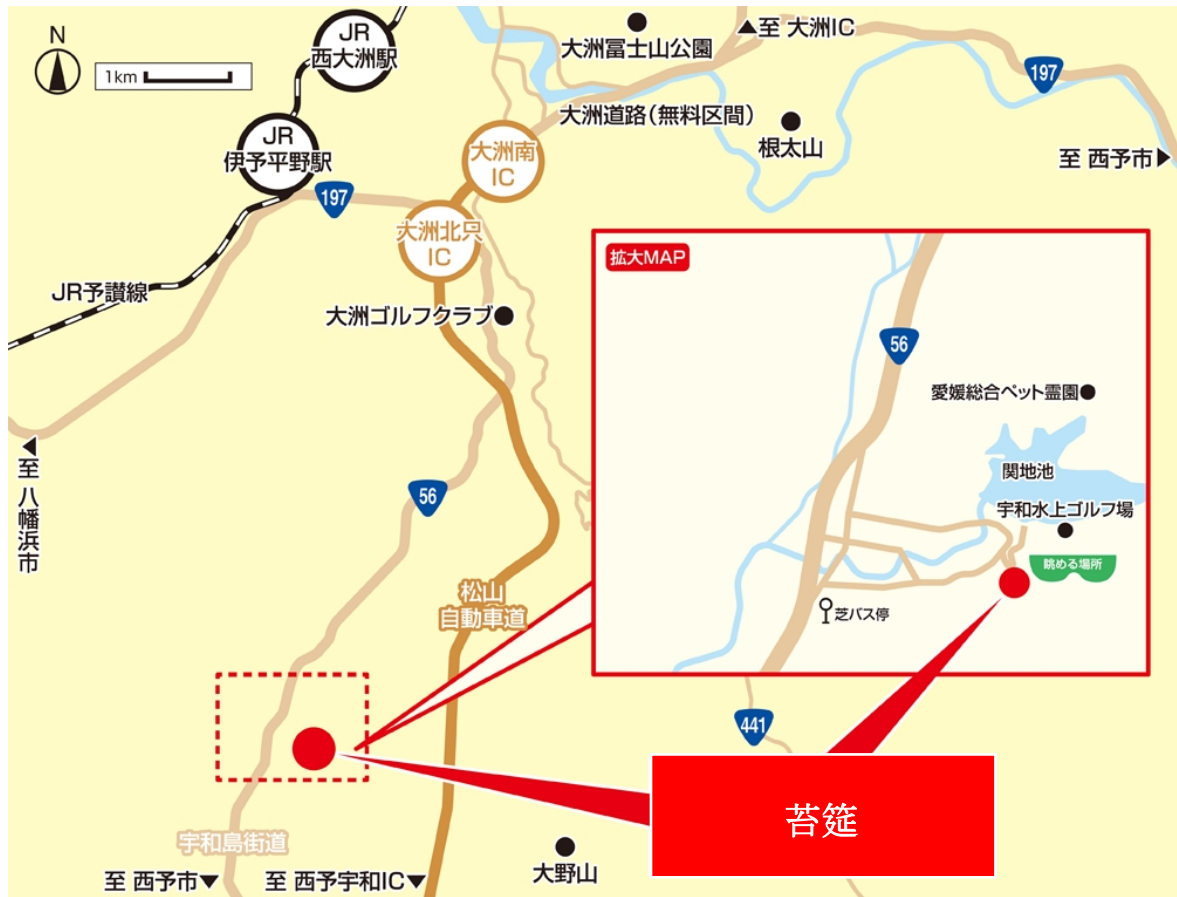 N
1km
JR
西大洲駅
大洲冨士山公園
▲至 大洲IC
197
大洲道路(無料区間)
根太山
至 西予市▶
JR
伊予平野駅
大洲南
IC
197
大洲北只
IC
JR予讃線
大洲ゴルフクラブ
◀至 八幡浜市
56
松山
自動車道
拡大MAP
56
愛媛総合ペット霊園
関地池
宇和水上ゴルフ場
眺める場所
芝バス停
441
苔筵
宇和島街道
至 西予市▼
至 西予宇和IC▼
大野山